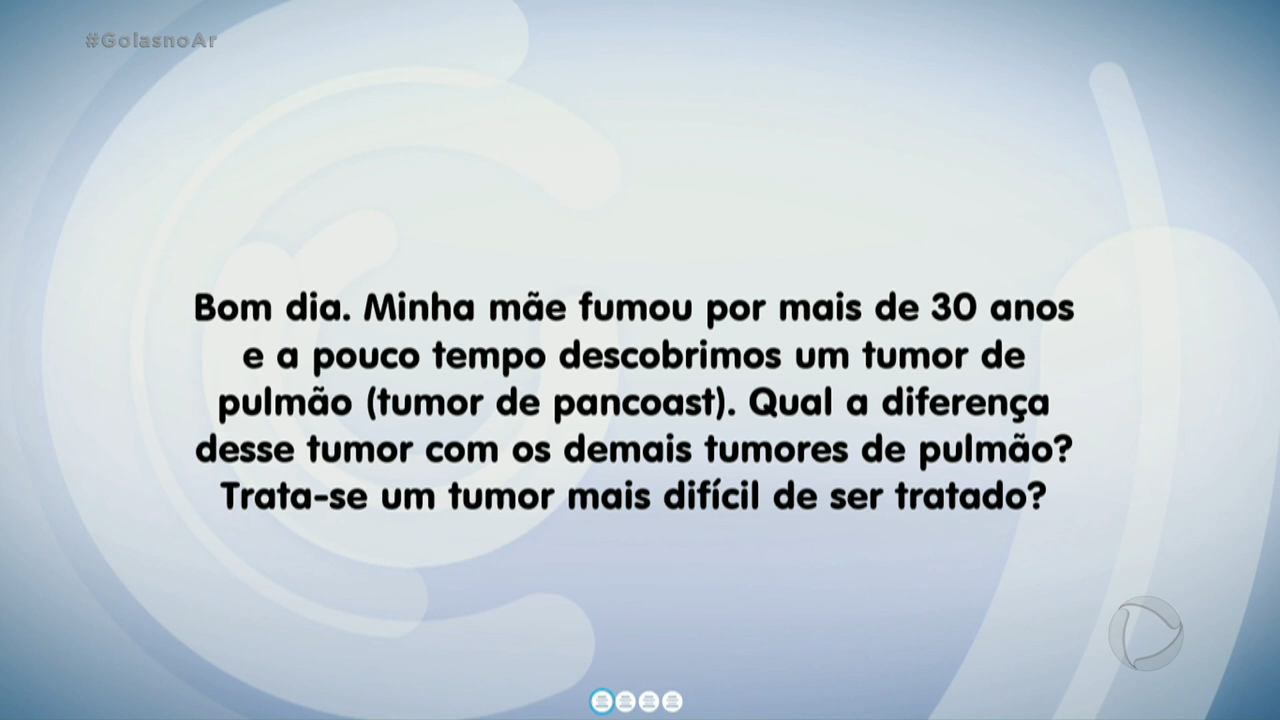 #GoiasnoAr
Bom dia. Minha mãe fumou por mais de 30 anos
e a pouco tempo descobrimos um tumor de
pulmão (tumor de pancoast). Qual a diferença
desse tumor com os demais tumores de pulmão?
Trata-se um tumor mais difícil de ser tratado?